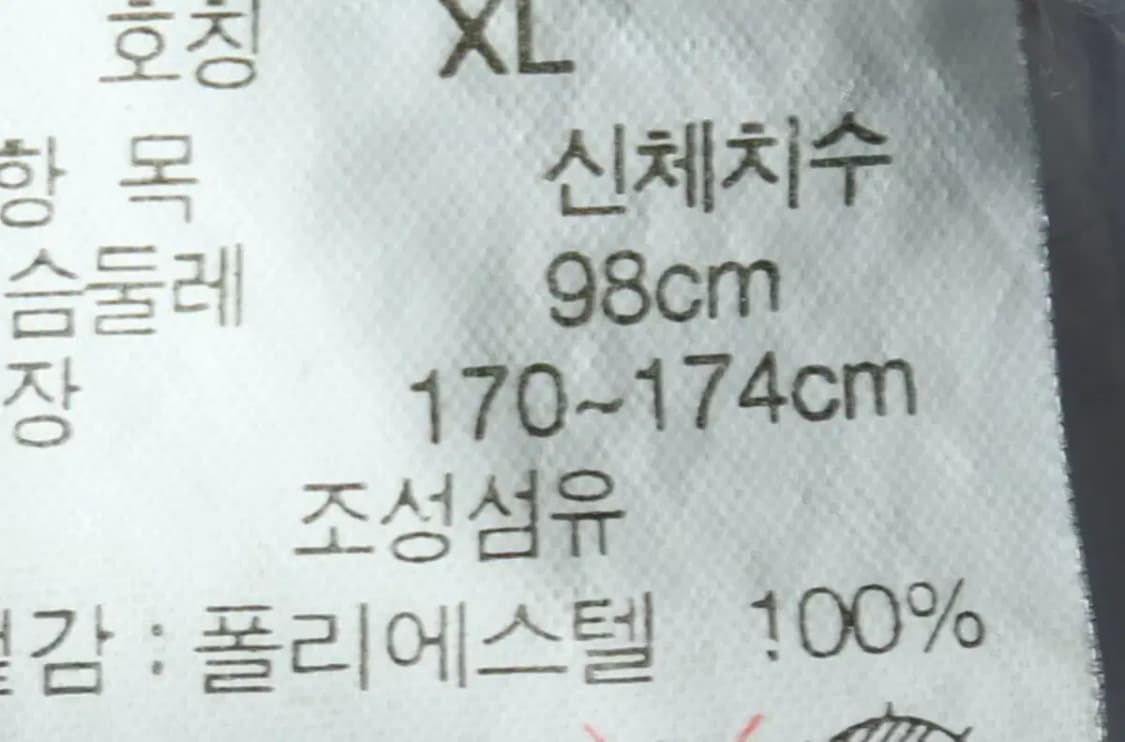 호칭 XL
항 목 신체치수
슴둘레 98cm
장 170~174cm
조성섬유
겉감 : 폴리에스텔 100%